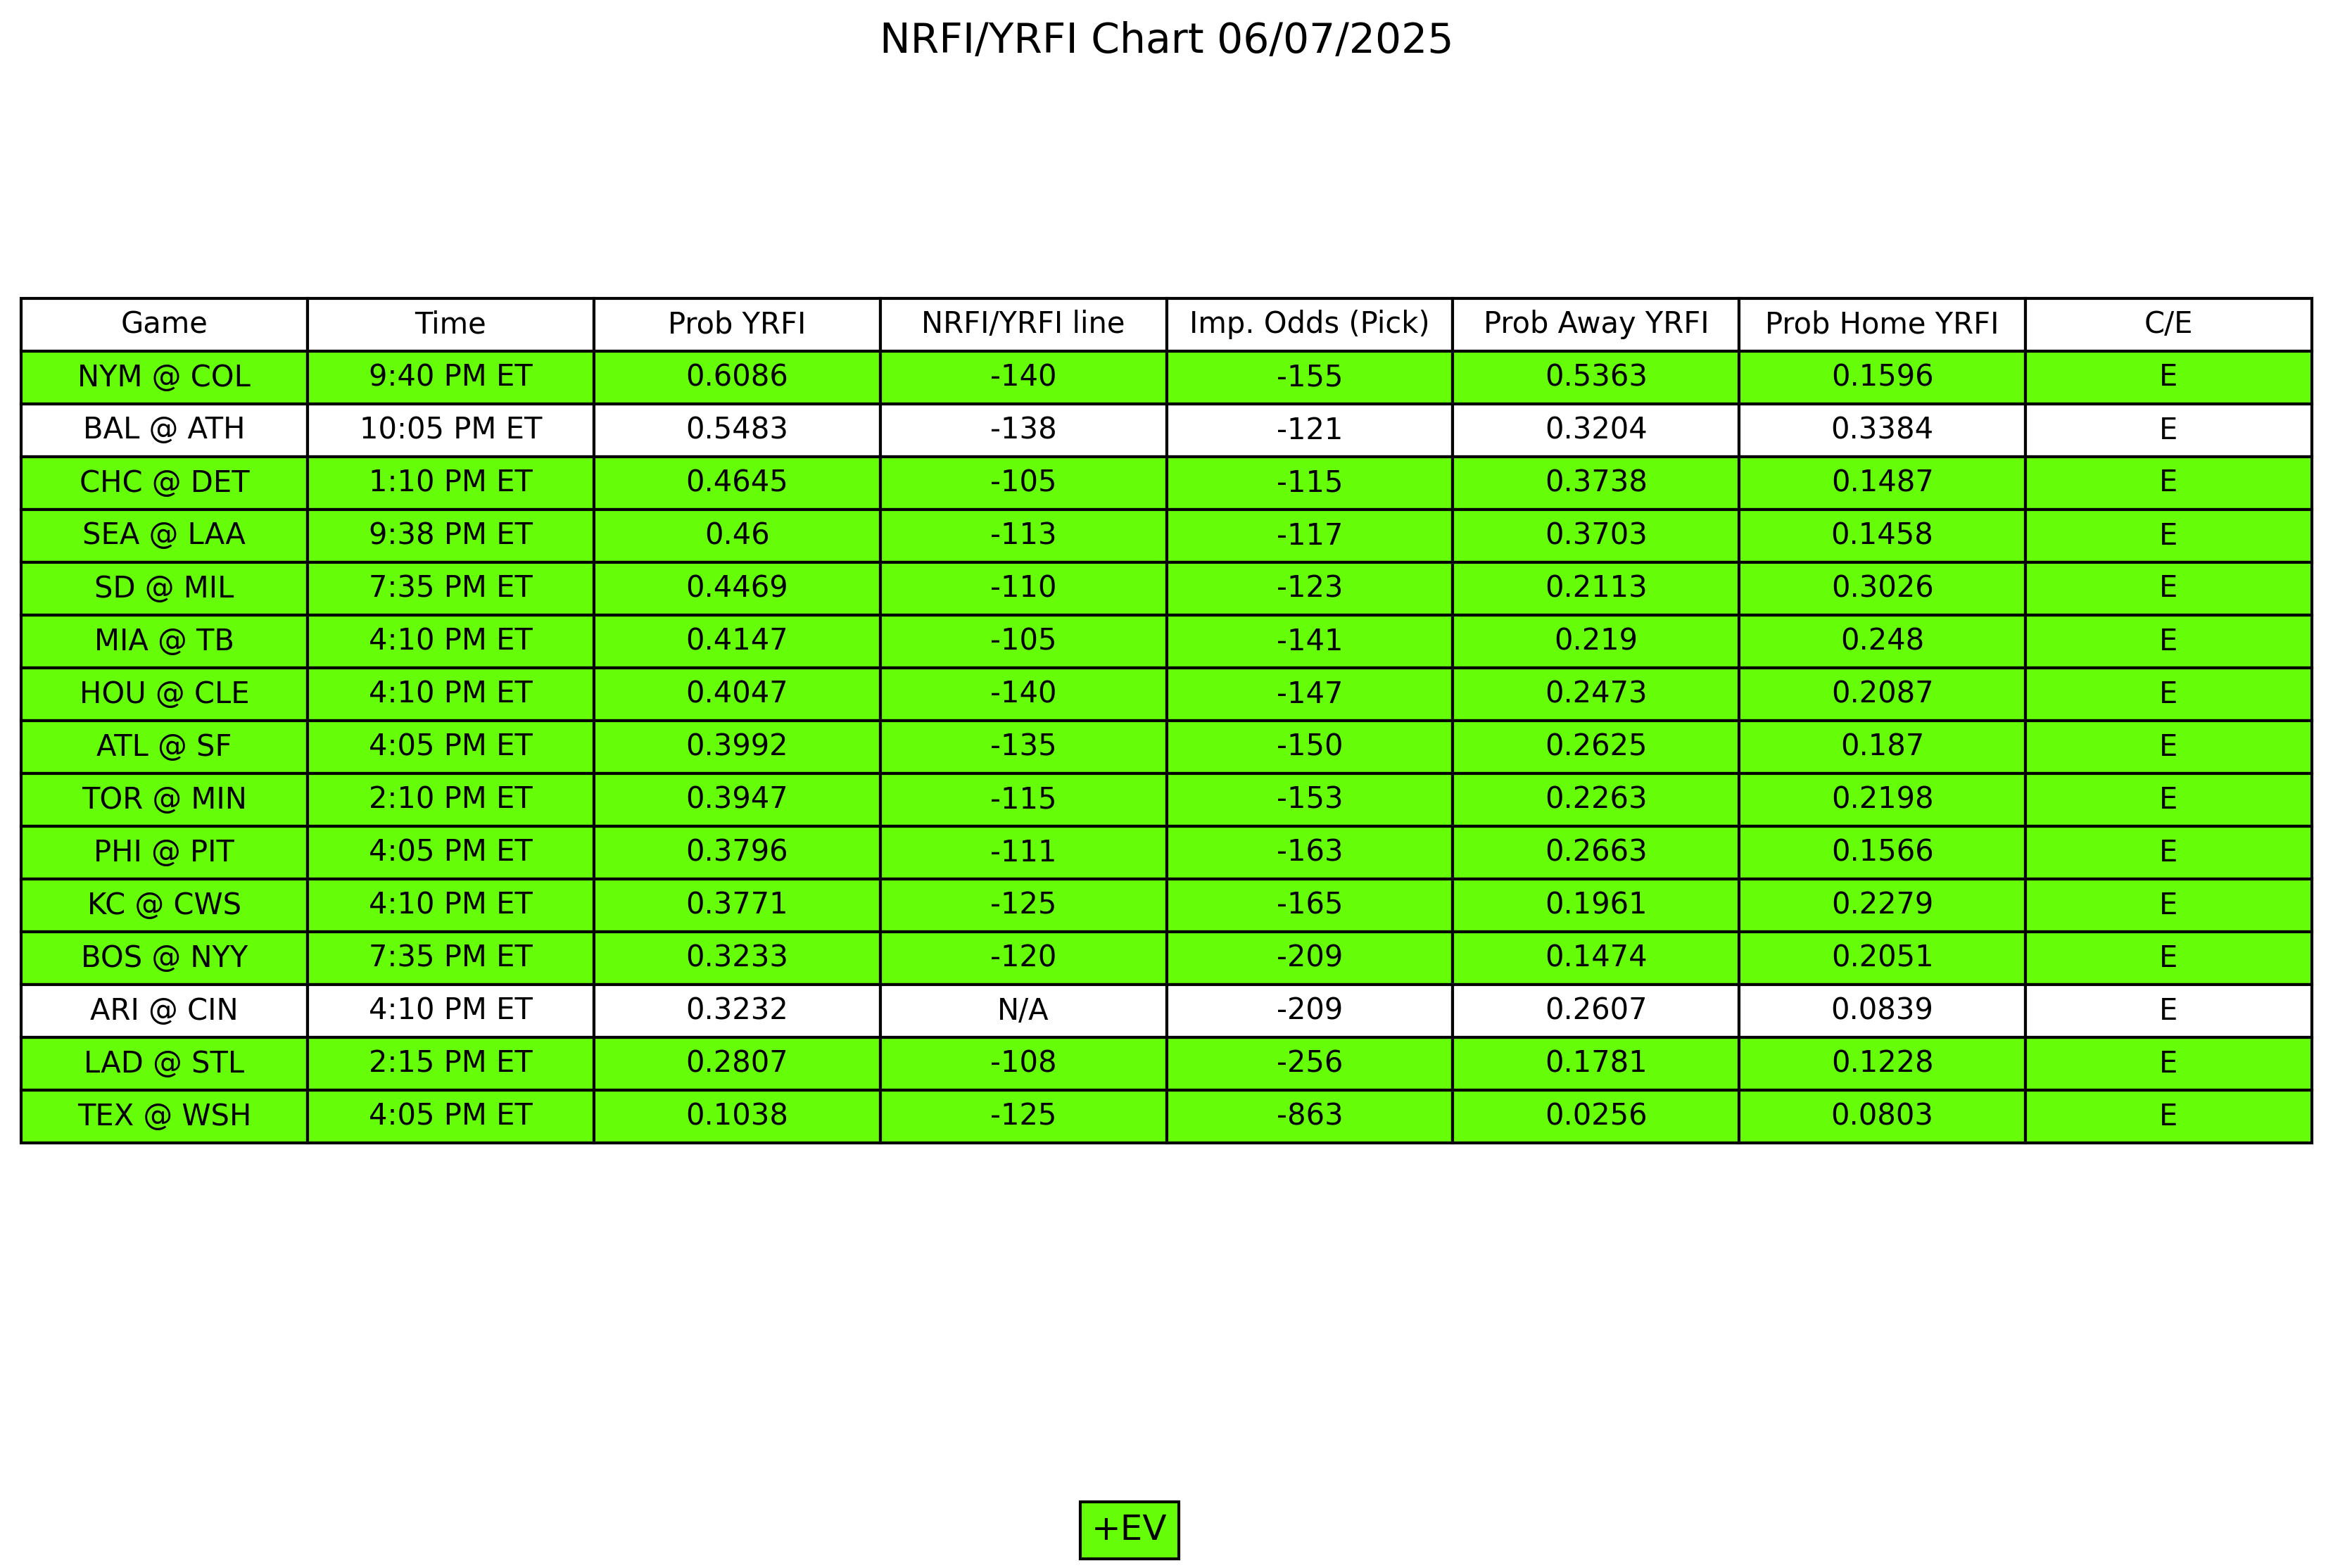 NRFI/YRFI Chart 06/07/2025
Game Time Prob YRFI NRFI/YRFI line Imp. Odds (Pick) Prob Away YRFI Prob Home YRFI C/E
NYM @ COL 9:40 PM ET 0.6086 -140 -155 0.5363 0.1596 E
BAL @ ATH 10:05 PM ET 0.5483 -138 -121 0.3204 0.3384 E
CHC @ DET 1:10 PM ET 0.4645 -105 -115 0.3738 0.1487 E
SEA @ LAA 9:38 PM ET 0.46 -113 -117 0.3703 0.1458 E
SD @ MIL 7:35 PM ET 0.4469 -110 -123 0.2113 0.3026 E
MIA @ TB 4:10 PM ET 0.4147 -105 -141 0.219 0.248 E
HOU @ CLE 4:10 PM ET 0.4047 -140 -147 0.2473 0.2087 E
ATL @ SF 4:05 PM ET 0.3992 -135 -150 0.2625 0.187 E
TOR @ MIN 2:10 PM ET 0.3947 -115 -153 0.2263 0.2198 E
PHI @ PIT 4:05 PM ET 0.3796 -111 -163 0.2663 0.1566 E
KC @ CWS 4:10 PM ET 0.3771 -125 -165 0.1961 0.2279 E
BOS @ NYY 7:35 PM ET 0.3233 -120 -209 0.1474 0.2051 E
ARI @ CIN 4:10 PM ET 0.3232 N/A -209 0.2607 0.0839 E
LAD @ STL 2:15 PM ET 0.2807 -108 -256 0.1781 0.1228 E
TEX @ WSH 4:05 PM ET 0.1038 -125 -863 0.0256 0.0803 E
+EV